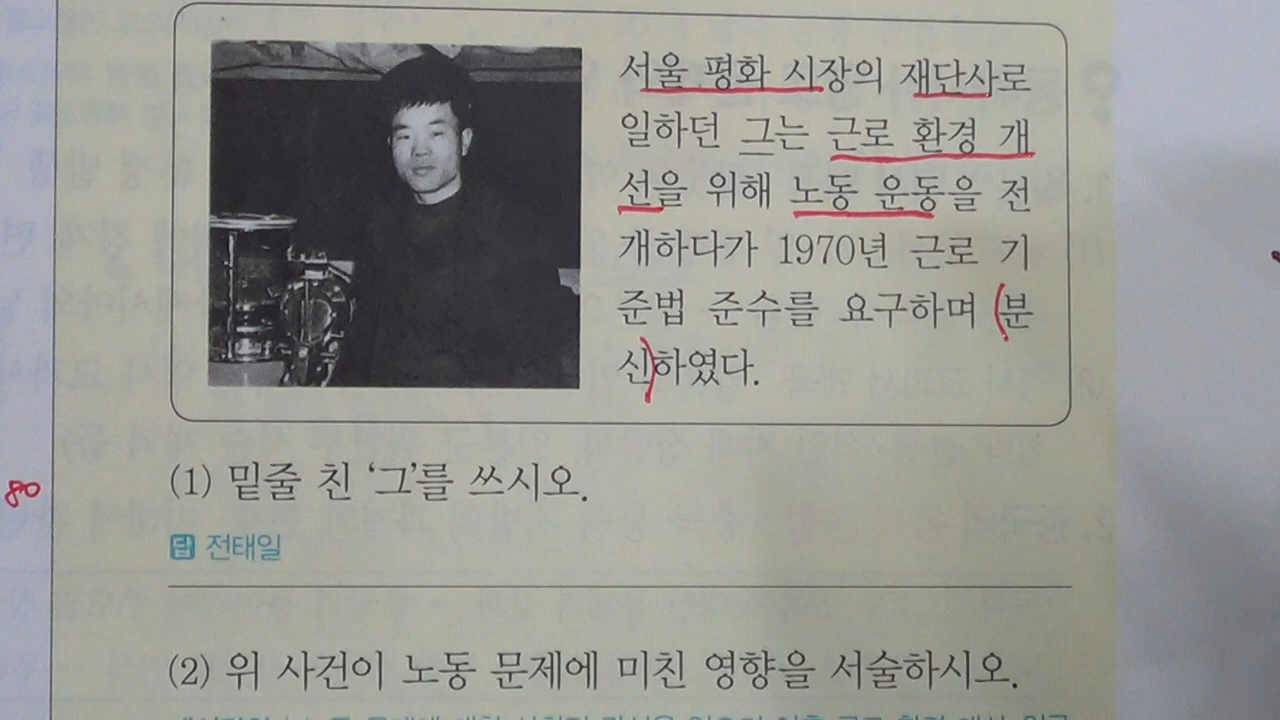 서울 평화 시장의 재단사로
일하던 그는 근로 환경 개
선을 위해 노동 운동을 전
개하다가 1970년 근로 기
준법 준수를 요구하며 (분
신)하였다.
(1) 밑줄 친 ‘그’를 쓰시오.
80
답 전태일
(2) 위 사건이 노동 문제에 미친 영향을 서술하시오.